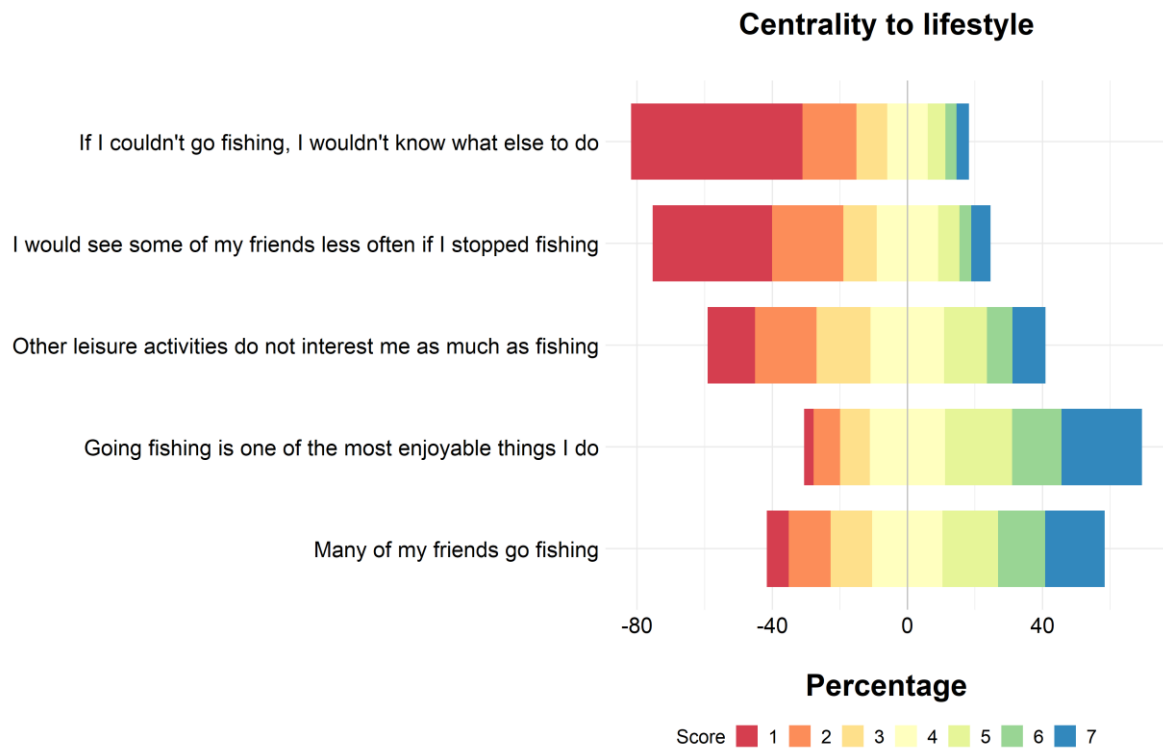 Centrality to lifestyle
If I couldn't go fishing, I wouldn't know what else to do
I would see some of my friends less often if I stopped fishing
Other leisure activities do not interest me as much as fishing
Going fishing is one of the most enjoyable things I do
Many of my friends go fishing
-80 -40 0 40
Percentage
Score 1 2 3 4 5 6 7